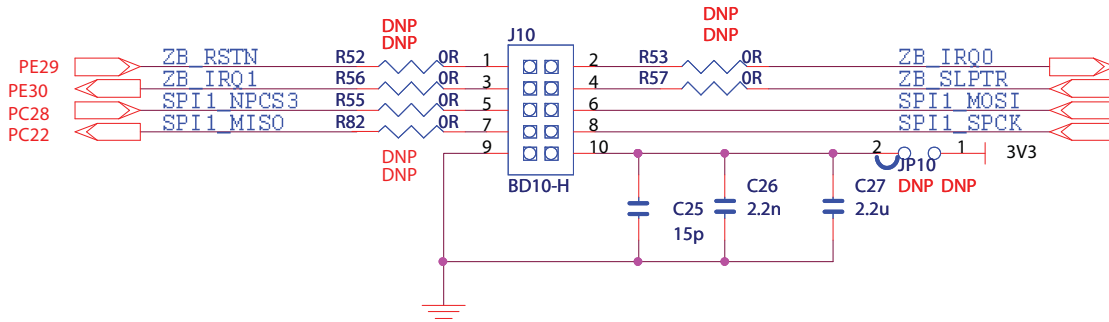 DNP
DNP
DNP
DNP
J10
PE29 ZB_RSTN R52 0R 1 2 R53 0R ZB_IRQ0
PE30 ZB_IRQ1 R56 0R 3 4 R57 0R ZB_SLPTR
PC28 SPI1_NPCS3 R55 0R 5 6 SPI1_MOSI
PC22 SPI1_MISO R82 0R 7 8 SPI1_SPCK
9 10 2 1 3V3
DNP
DNP
JP10
BD10-H
DNP DNP
C25
15p
C26
2.2n
C27
2.2u